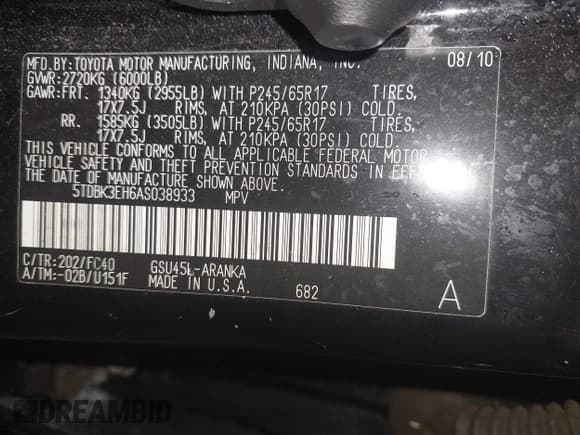 MFD.BY:TOYOTA MOTOR MANUFACTURING, INDIANA, INC. 08/10
GVWR:2720KG (6000LB)
GAWR:FRT. 1340KG (2955LB) WITH P245/65R17 TIRES,
17X7.5J RIMS, AT 210KPA (30PSI) COLD.
RR. 1585KG (3505LB) WITH P245/65R17 TIRES,
17X7.5J RIMS, AT 210KPA (30PSI) COLD.
THIS VEHICLE CONFORMS TO ALL APPLICABLE FEDERAL MOTOR
VEHICLE SAFETY AND THEFT PREVENTION STANDARDS IN EFFECT
THE DATE OF MANUFACTURE SHOWN ABOVE.
5TDBK3EH6AS038933 MPV
C/TR:202/FC40 GSU45L-ARANKA
A/TM:-02B/U151F MADE IN U.S.A. 682 A
DREAMBID